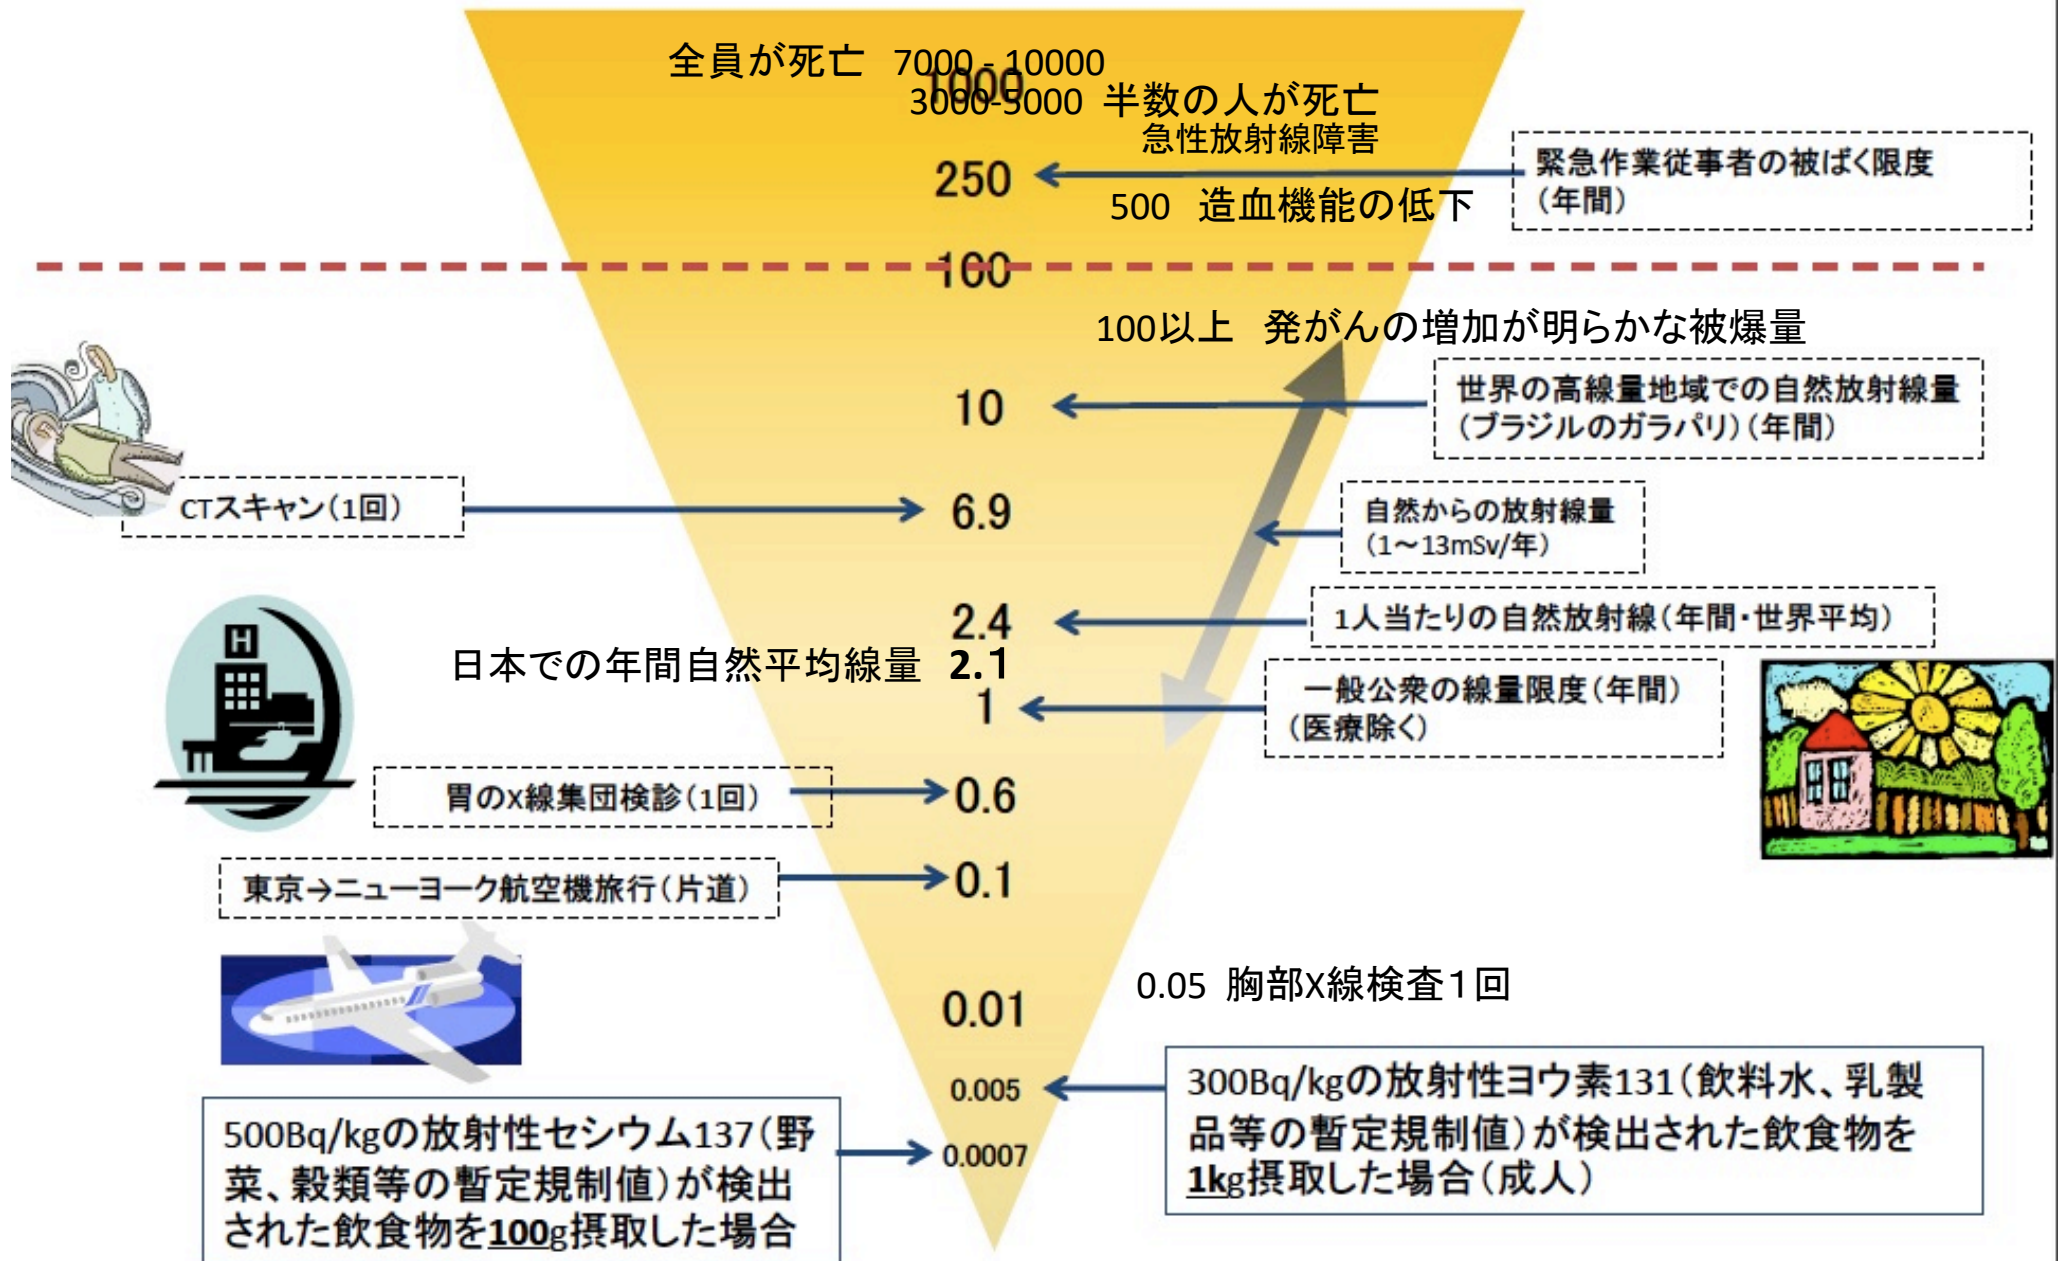 全員が死亡 7000 - 10000
1000
3000-5000 半数の人が死亡
急性放射線障害
緊急作業従事者の被ばく限度
（年間）
250
500 造血機能の低下
100
100以上 発がんの増加が明らかな被爆量
世界の高線量地域での自然放射線量
（ブラジルのガラパリ）（年間）
10
CTスキャン（1回）
6.9
自然からの放射線量
（1～13mSv/年）
2.4
1人当たりの自然放射線（年間・世界平均）
日本での年間自然平均線量 2.1
1
一般公衆の線量限度（年間）
（医療除く）
H
胃のX線集団検診（1回）
0.6
東京→ニューヨーク航空機旅行（片道）
0.1
0.05 胸部X線検査１回
0.01
0.005
300Bq/kgの放射性ヨウ素131（飲料水、乳製
品等の暫定規制値）が検出された飲食物を
1kg摂取した場合（成人）
500Bq/kgの放射性セシウム137（野
菜、穀類等の暫定規制値）が検出
された飲食物を100g摂取した場合
0.0007